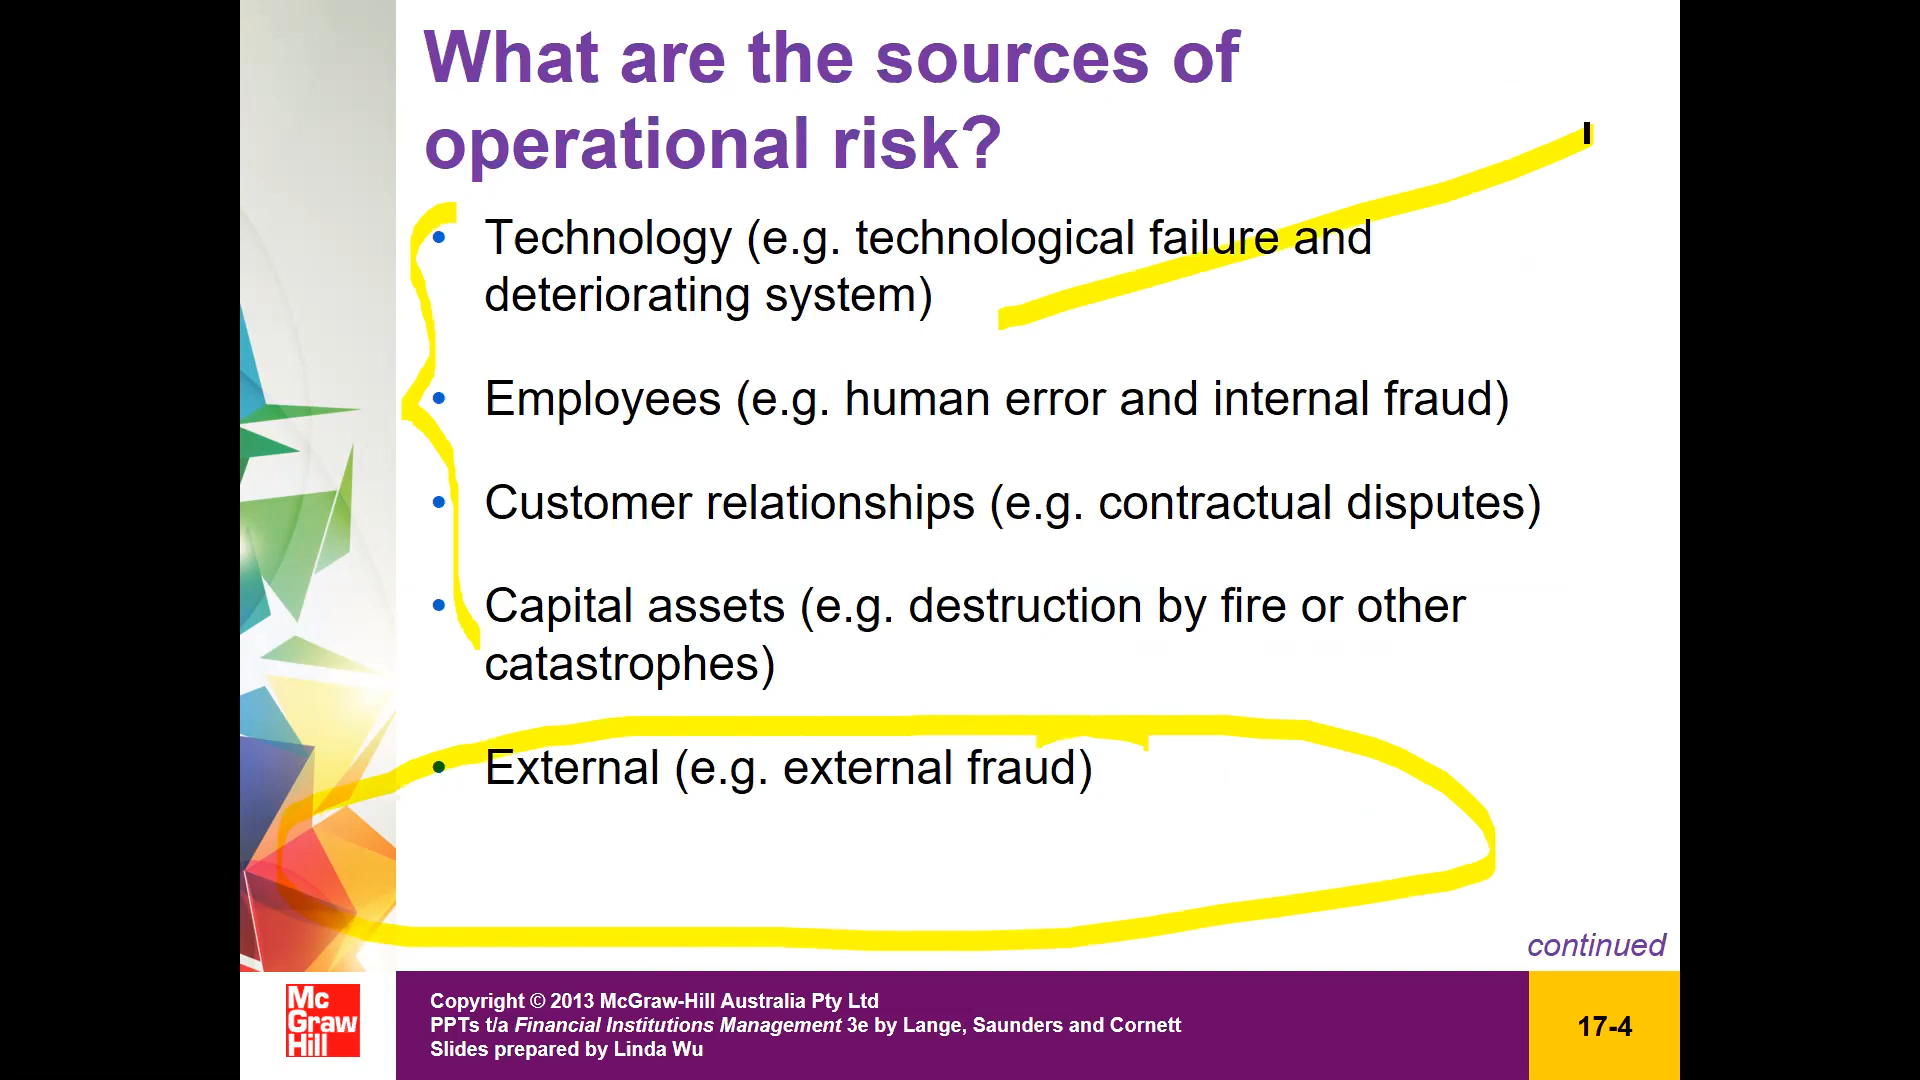 What are the sources of
operational risk?
• Technology (e.g. technological failure and
deteriorating system)
• Employees (e.g. human error and internal fraud)
• Customer relationships (e.g. contractual disputes)
• Capital assets (e.g. destruction by fire or other
catastrophes)
• External (e.g. external fraud)
continued
Mc
Graw
Hill
Copyright © 2013 McGraw-Hill Australia Pty Ltd
PPTs t/a Financial Institutions Management 3e by Lange, Saunders and Cornett
Slides prepared by Linda Wu
17-4